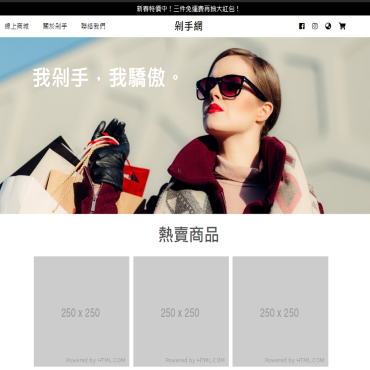 新春特價中！三件免運費再換大紅包！
線上商城 關於剁手 聯絡我們
剁手網
我剁手，我驕傲。
熱賣商品
250 x 250 250 x 250 250 x 250
Powered by HTML.COM Powered by HTML.COM Powered by HTML.COM